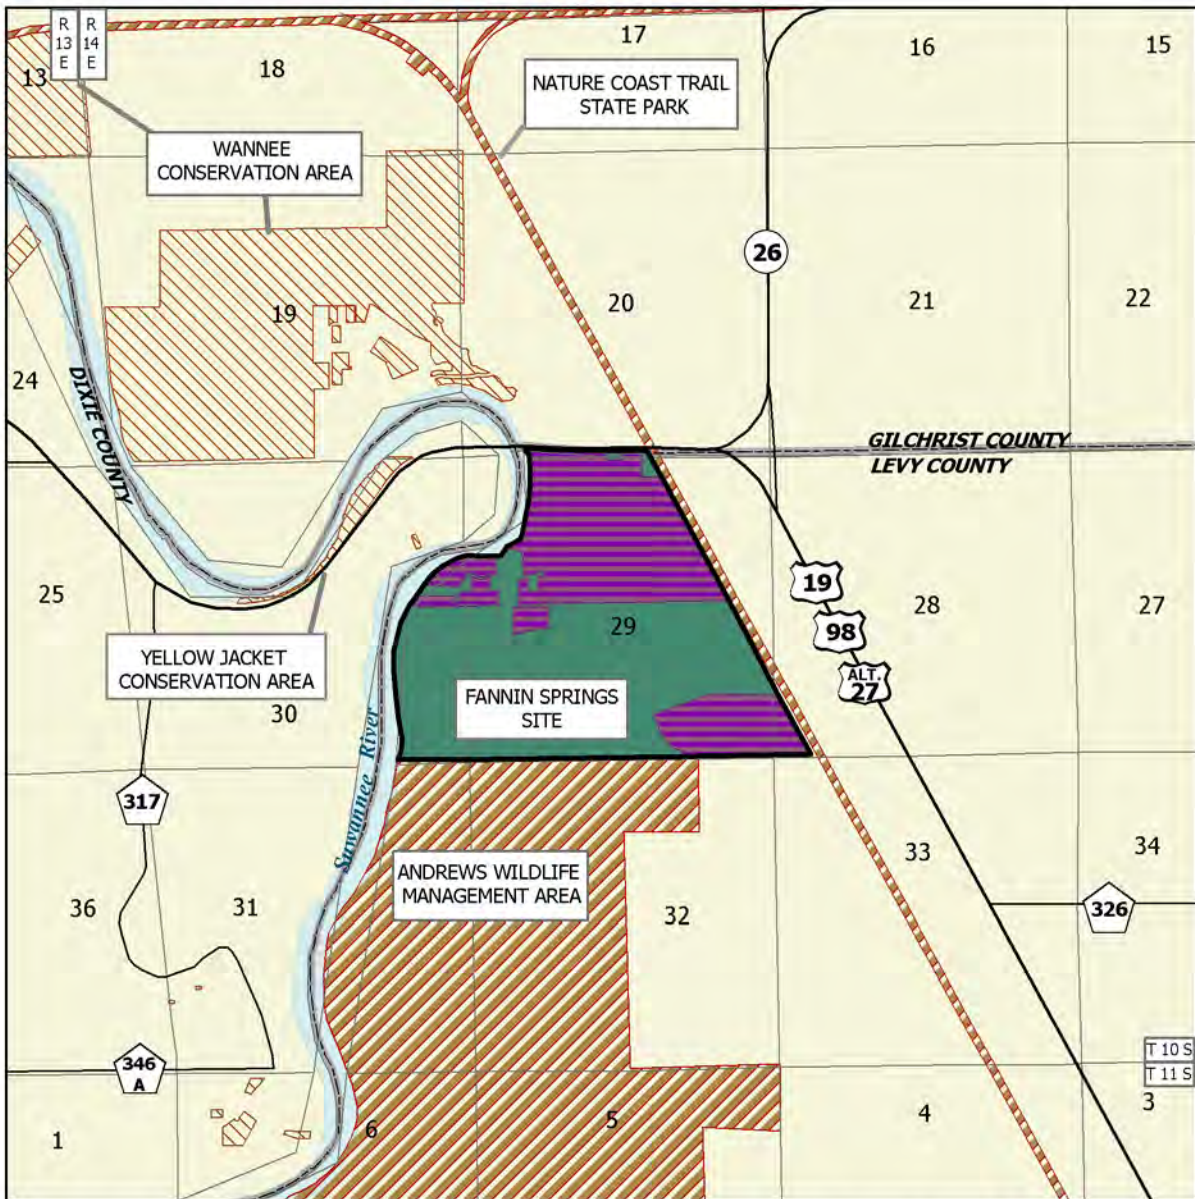 R
13
E
R
14
E
13
18
17
16
15
NATURE COAST TRAIL
STATE PARK
WANNEE
CONSERVATION AREA
26
19
20
21
22
24
DIXIE COUNTY
GILCHRIST COUNTY
LEVY COUNTY
25
19
98
ALT.
27
28
27
29
YELLOW JACKET
CONSERVATION AREA
30
FANNIN SPRINGS
SITE
Suwannee River
317
33
34
ANDREWS WILDLIFE
MANAGEMENT AREA
36
31
32
326
346
A
T 10 S
T 11 S
1
6
5
4
3